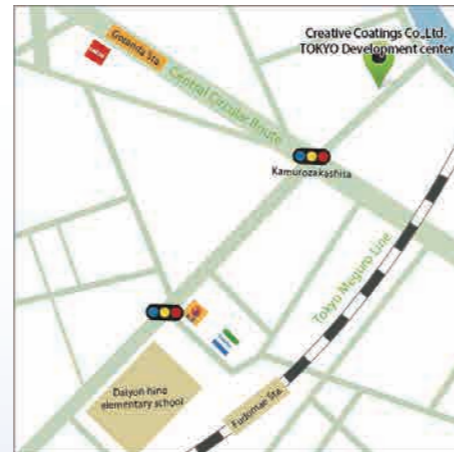 Creative Coatings Co.,Ltd.
TOKYO Development center
Gotanda Sta.
Central Circular Route
Kamurozakashita
Tokyo Meguro Line
Fudomae Sta.
Daiyon hino
elementary school